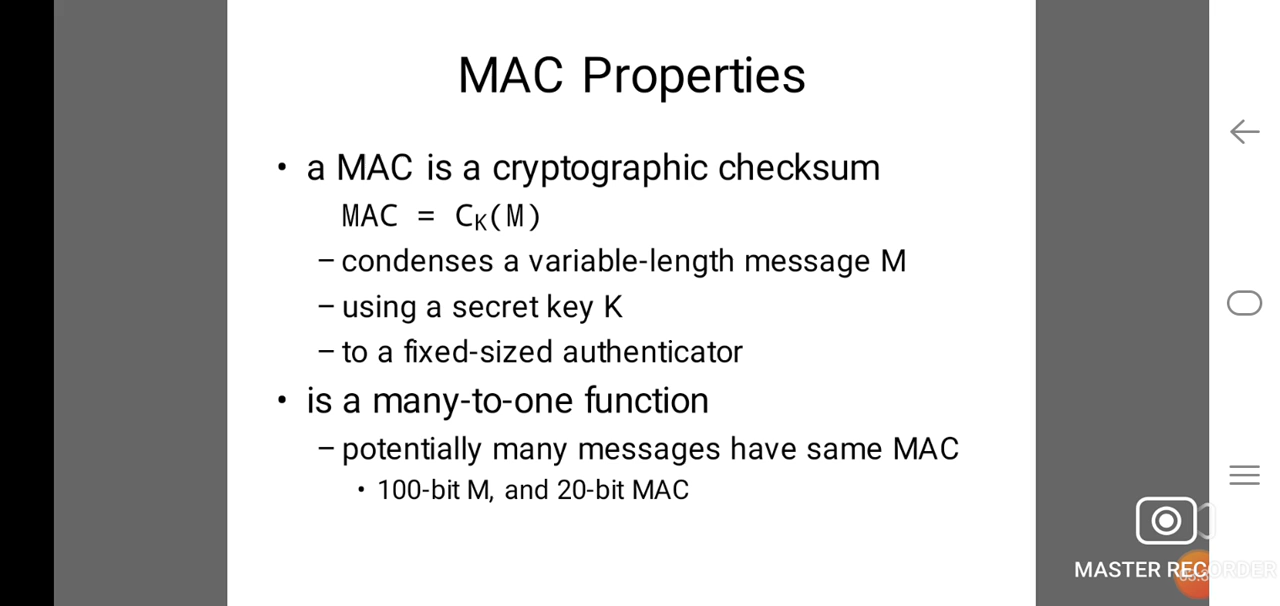 MAC Properties
• a MAC is a cryptographic checksum
MAC = CK(M)
– condenses a variable-length message M
– using a secret key K
– to a fixed-sized authenticator
• is a many-to-one function
– potentially many messages have same MAC
• 100-bit M, and 20-bit MAC
MASTER RECORDER